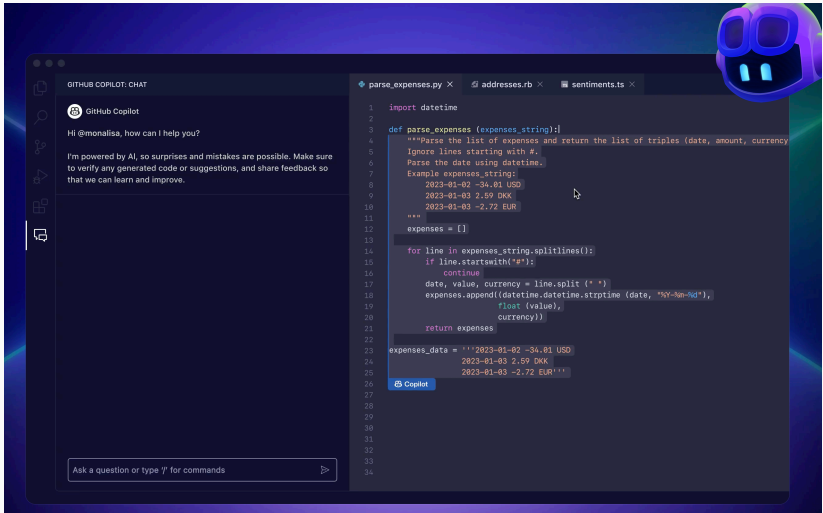 GITHUB COPILOT: CHAT
GitHub Copilot
Hi @monalisa, how can I help you?
I'm powered by AI, so surprises and mistakes are possible. Make sure
to verify any generated code or suggestions, and share feedback so
that we can learn and improve.
Ask a question or type '/' for commands
parse_expenses.py addresses.rb sentiments.ts
1 import datetime
2
3 def parse_expenses (expenses_string):
4 """Parse the list of expenses and return the list of triples (date, amount, currency
5 Ignore lines starting with #.
6 Parse the date using datetime.
7 Example expenses_string:
8 2023-01-02 -34.01 USD
9 2023-01-03 2.59 DKK
10 2023-01-03 -2.72 EUR
11 """
12 expenses = []
13
14 for line in expenses_string.splitlines():
15 if line.startswith("#"):
16 continue
17 date, value, currency = line.split (" ")
18 expenses.append((datetime.datetime.strptime (date, "%Y-%m-%d"),
19 float (value),
20 currency))
21 return expenses
22
23 expenses_data = '''2023-01-02 -34.01 USD
24 2023-01-03 2.59 DKK
25 2023-01-03 -2.72 EUR'''
26 Copilot
27
28
29
30
31
32
33
34